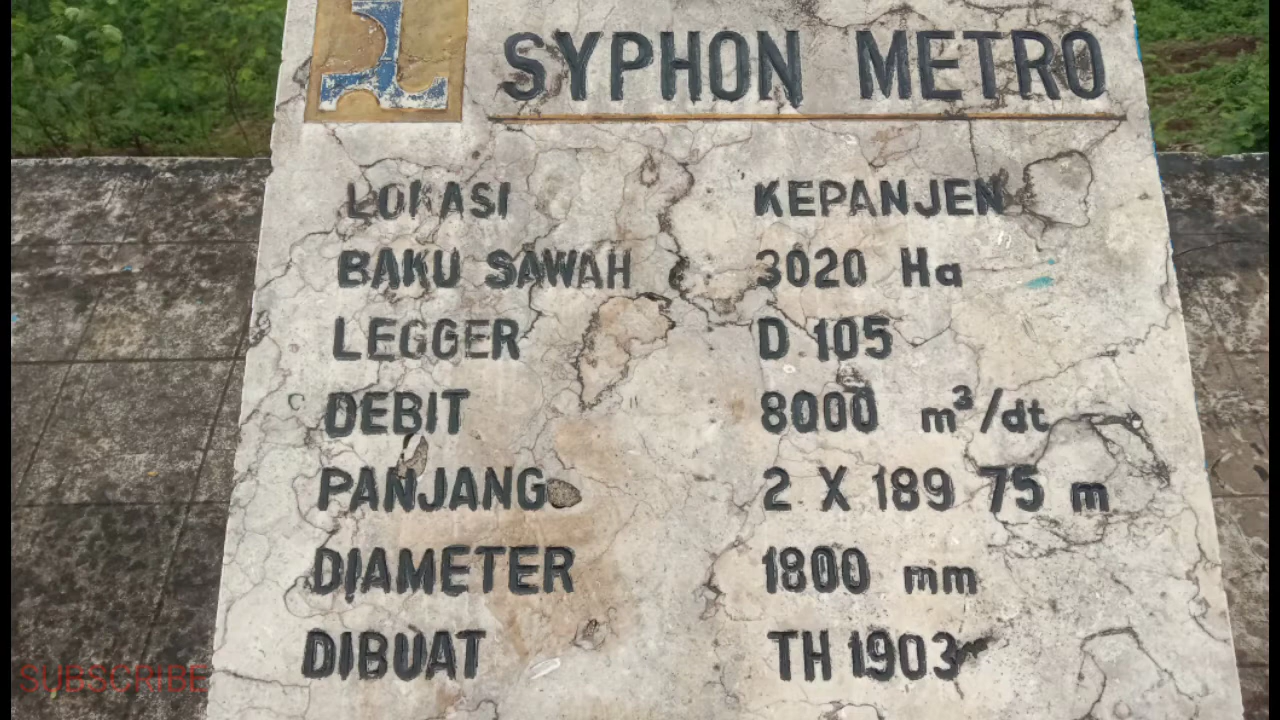 SYPHON METRO
LOKASI KEPANJEN
BAKU SAWAH 3020 Ha
LEGGER D 105
DEBIT 8000 m³/dt
PANJANG 2 X 189 75 m
DIAMETER 1800 mm
DIBUAT TH 1903
SUBSCRIBE